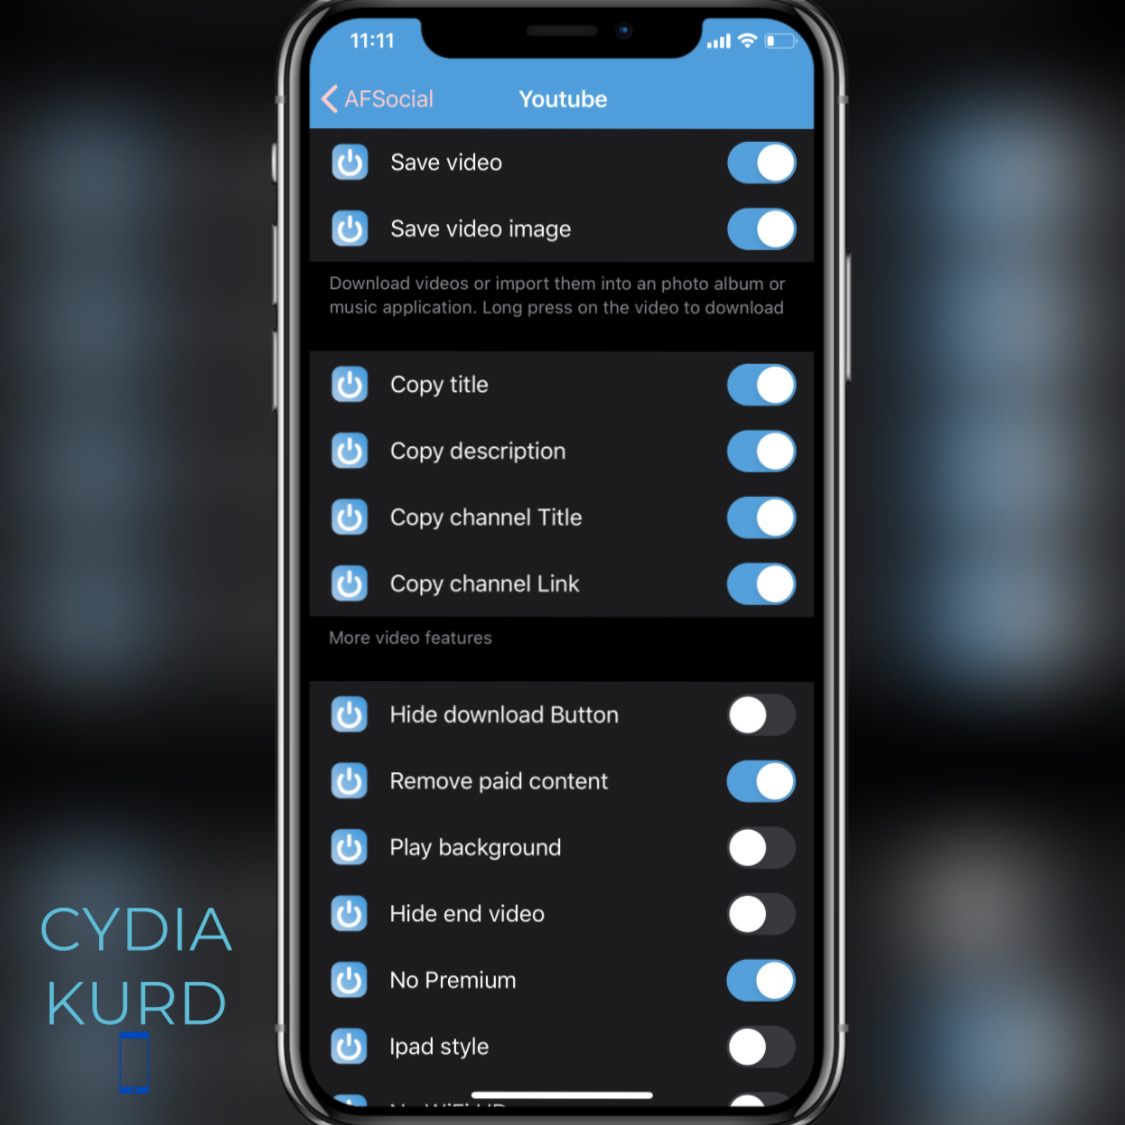 11:11
AFSocial
Youtube
Save video
Save video image
Download videos or import them into an photo album or
music application. Long press on the video to download
Copy title
Copy description
Copy channel Title
Copy channel Link
More video features
Hide download Button
Remove paid content
Play background
Hide end video
No Premium
Ipad style
CYDIA
KURD